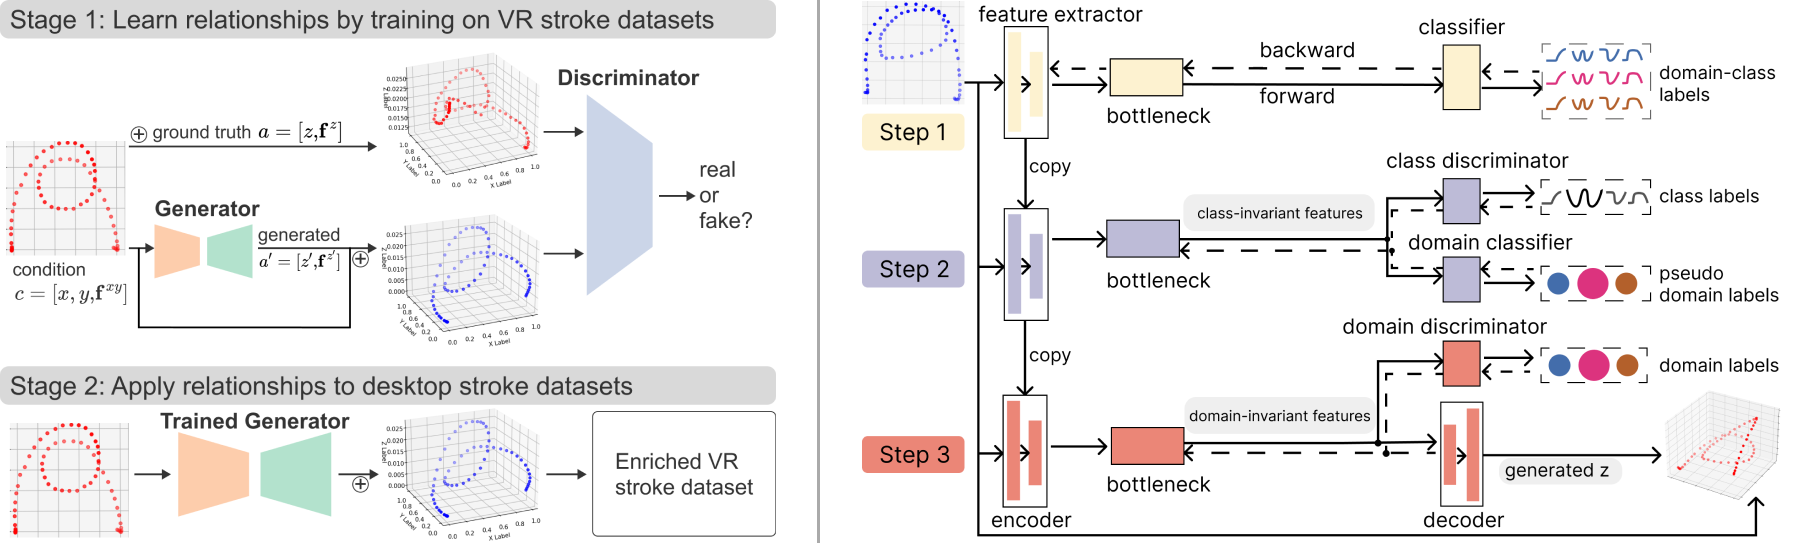 Stage 1: Learn relationships by training on VR stroke datasets
Discriminator
⊕ ground truth a = [z,f^z]
Z Label
0.0250
0.0225
0.0200
0.0175
0.0150
0.0125
1.0
0.8
0.6
0.4
0.2
0.0
Y Label
0.0 0.2 0.4 0.6 0.8 1.0
X Label
real
or
fake?
Generator
generated
a′ = [z′,f^z′]
⊕
condition
c = [x, y,f^xy]
Z Label
0.025
0.020
0.015
0.010
0.005
0.000
1.0
0.8
0.6
0.4
0.2
0.0
Y Label
0.0 0.2 0.4 0.6 0.8 1.0
X Label
Stage 2: Apply relationships to desktop stroke datasets
Trained Generator
⊕
Z Label
0.025
0.020
0.015
0.010
0.005
0.000
1.0
0.8
0.6
0.4
0.2
0.0
Y Label
0.0 0.2 0.4 0.6 0.8 1.0
X Label
Enriched VR
stroke dataset
feature extractor
classifier
backward
forward
bottleneck
domain-class
labels
Step 1
copy
class discriminator
class labels
class-invariant features
domain classifier
Step 2
bottleneck
pseudo
domain labels
copy
domain discriminator
domain labels
domain-invariant features
Step 3
bottleneck
generated z
encoder
decoder